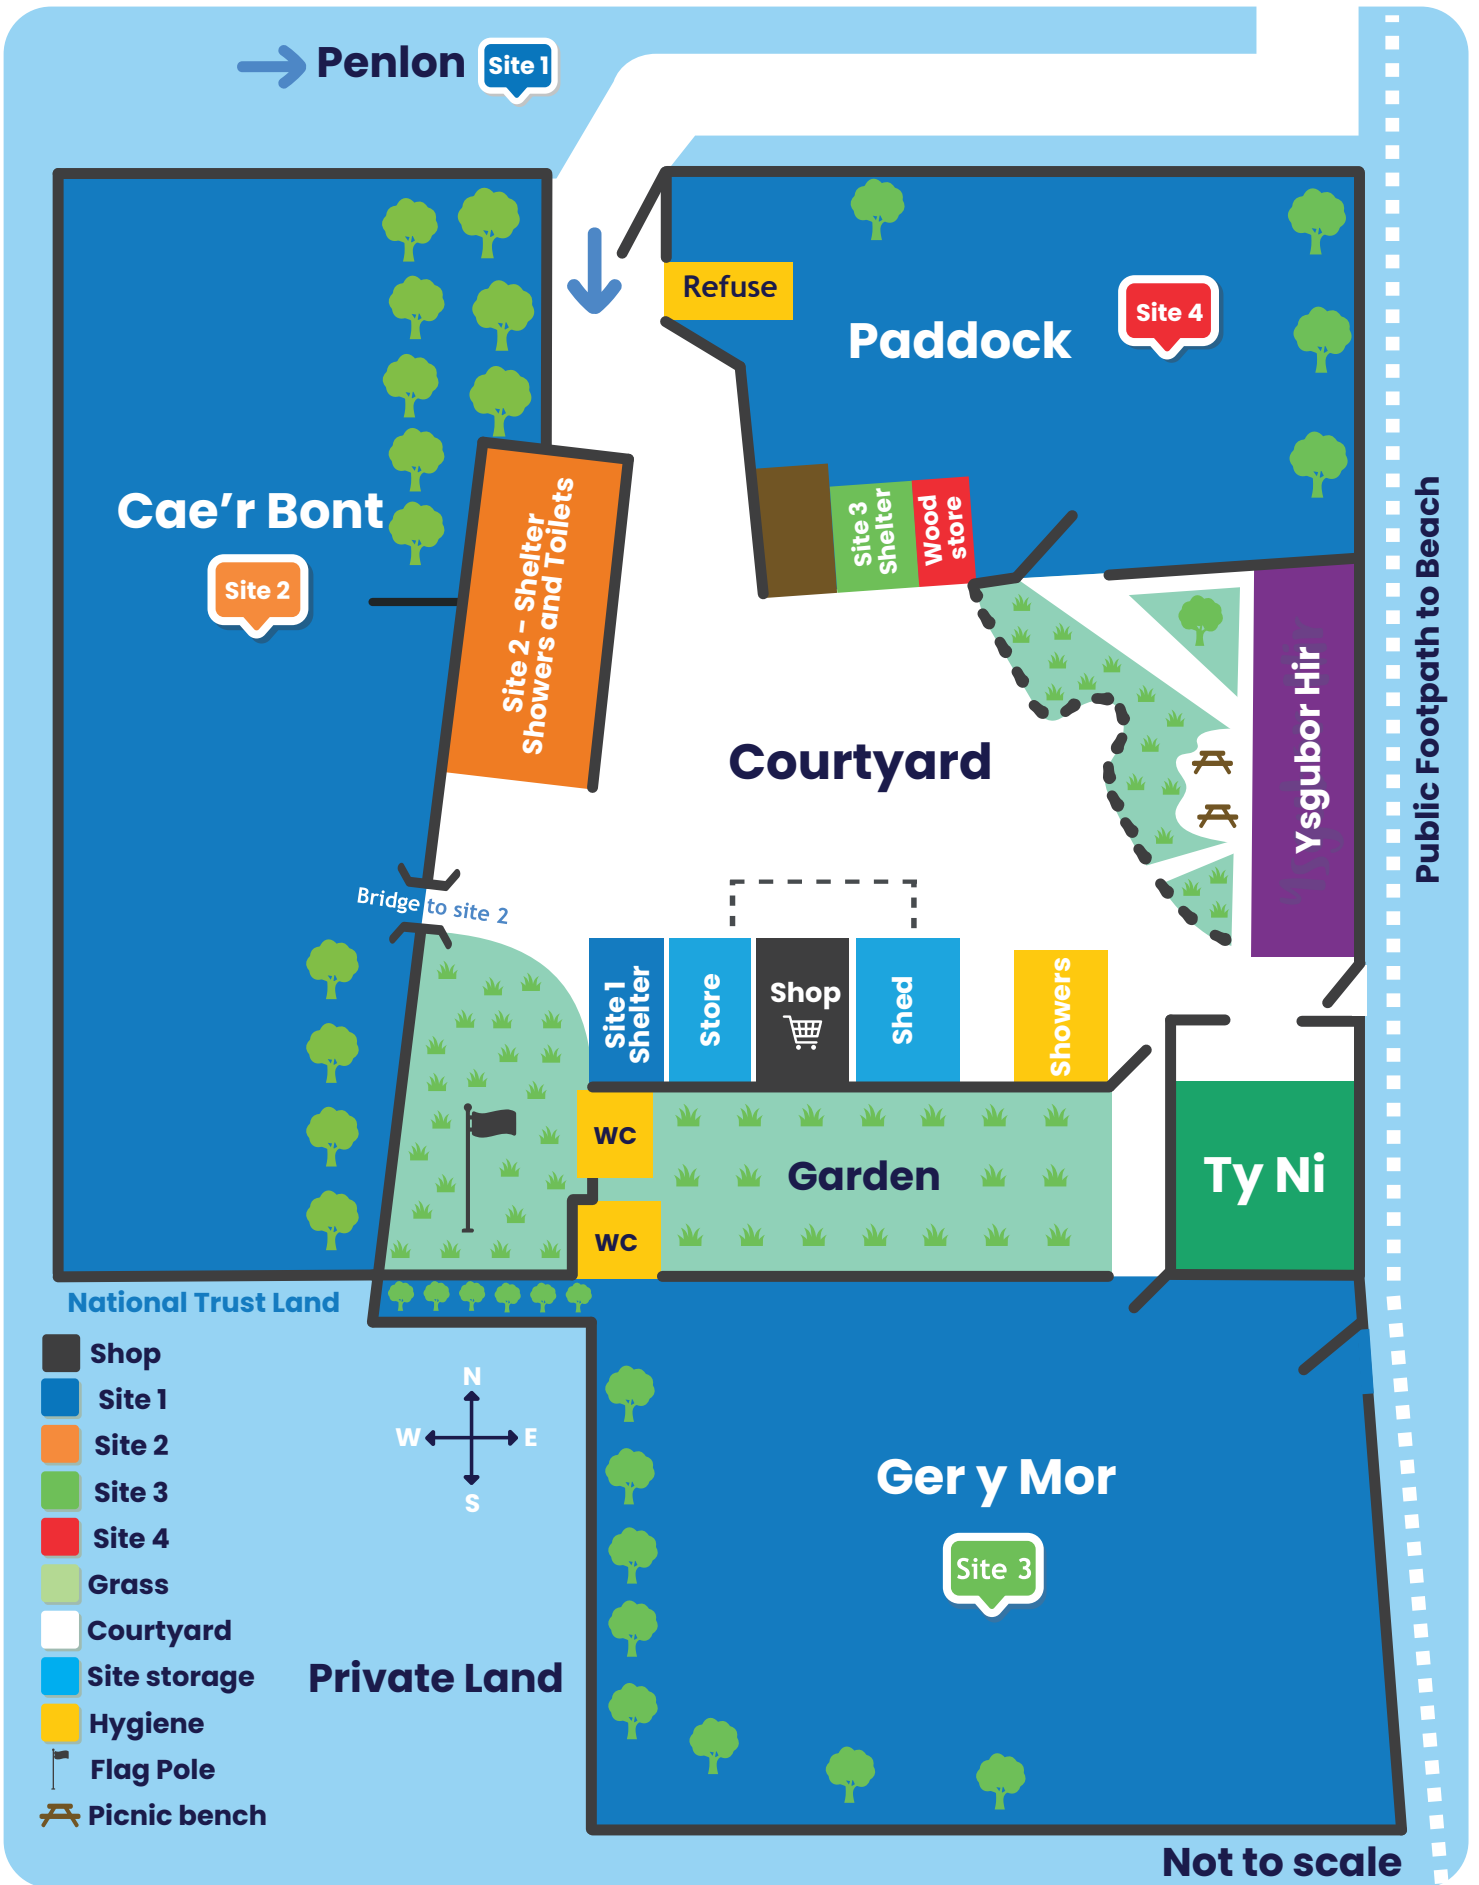 Penlon
Site 1
Refuse
Paddock
Site 4
Cae'r Bont
Site 2
Site 2 – Shelter
Showers and Toilets
Site 3
Shelter
Wood
store
Courtyard
Ysgubor Hir
Public Footpath to Beach
Bridge to site 2
Site 1
Shelter
Store
Shop
Shed
Showers
WC
Garden
WC
Ty Ni
National Trust Land
Shop
Site 1
Site 2
Site 3
Site 4
Grass
Courtyard
Site storage
Hygiene
Flag Pole
Picnic bench
N
W
E
S
Ger y Mor
Site 3
Private Land
Not to scale